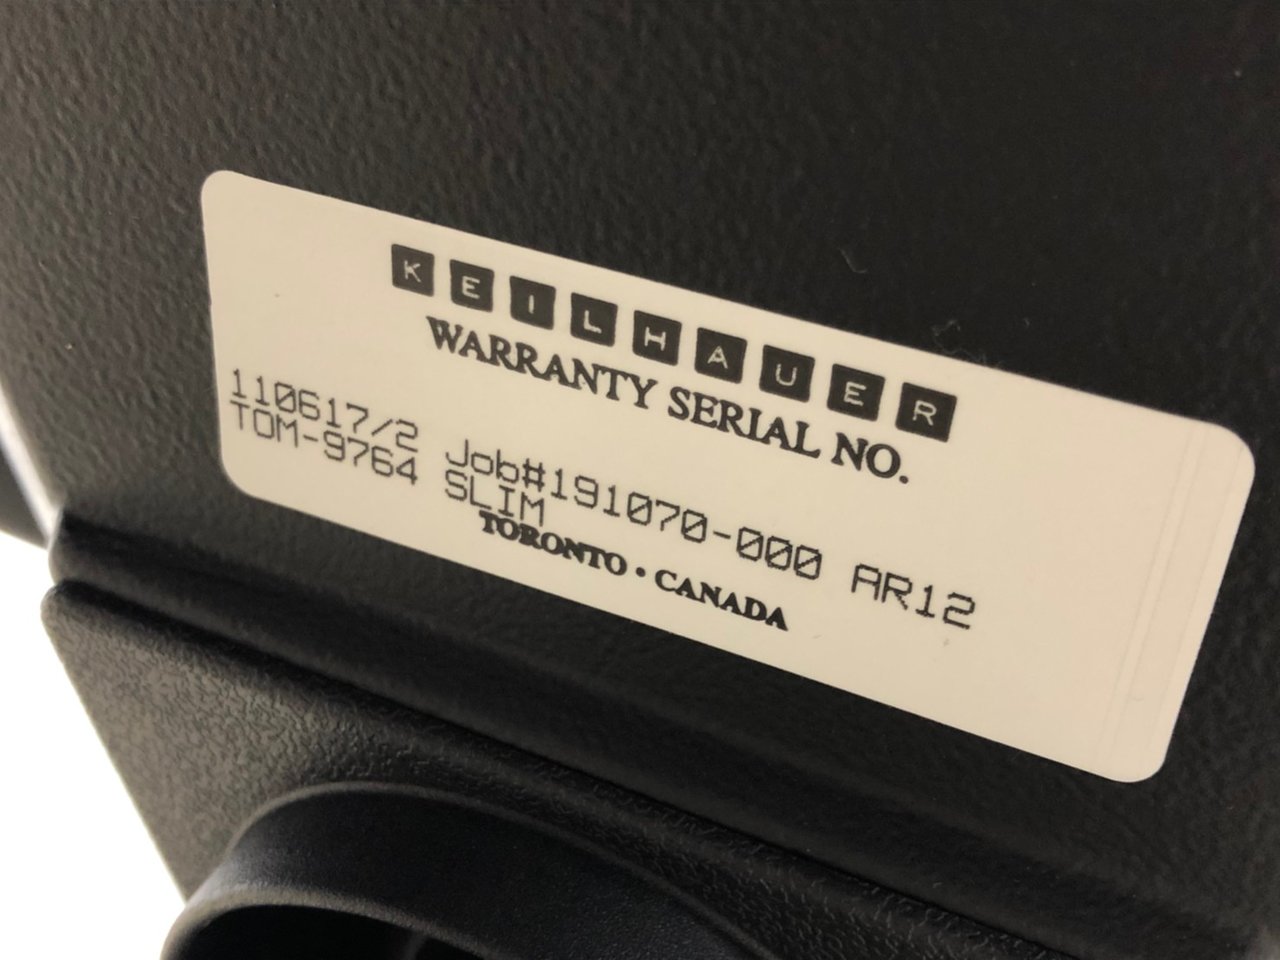 KEILHAUER
WARRANTY SERIAL NO.
110617/2 Job#191070-000 AR12
TOM-9764 SLIM
TORONTO • CANADA